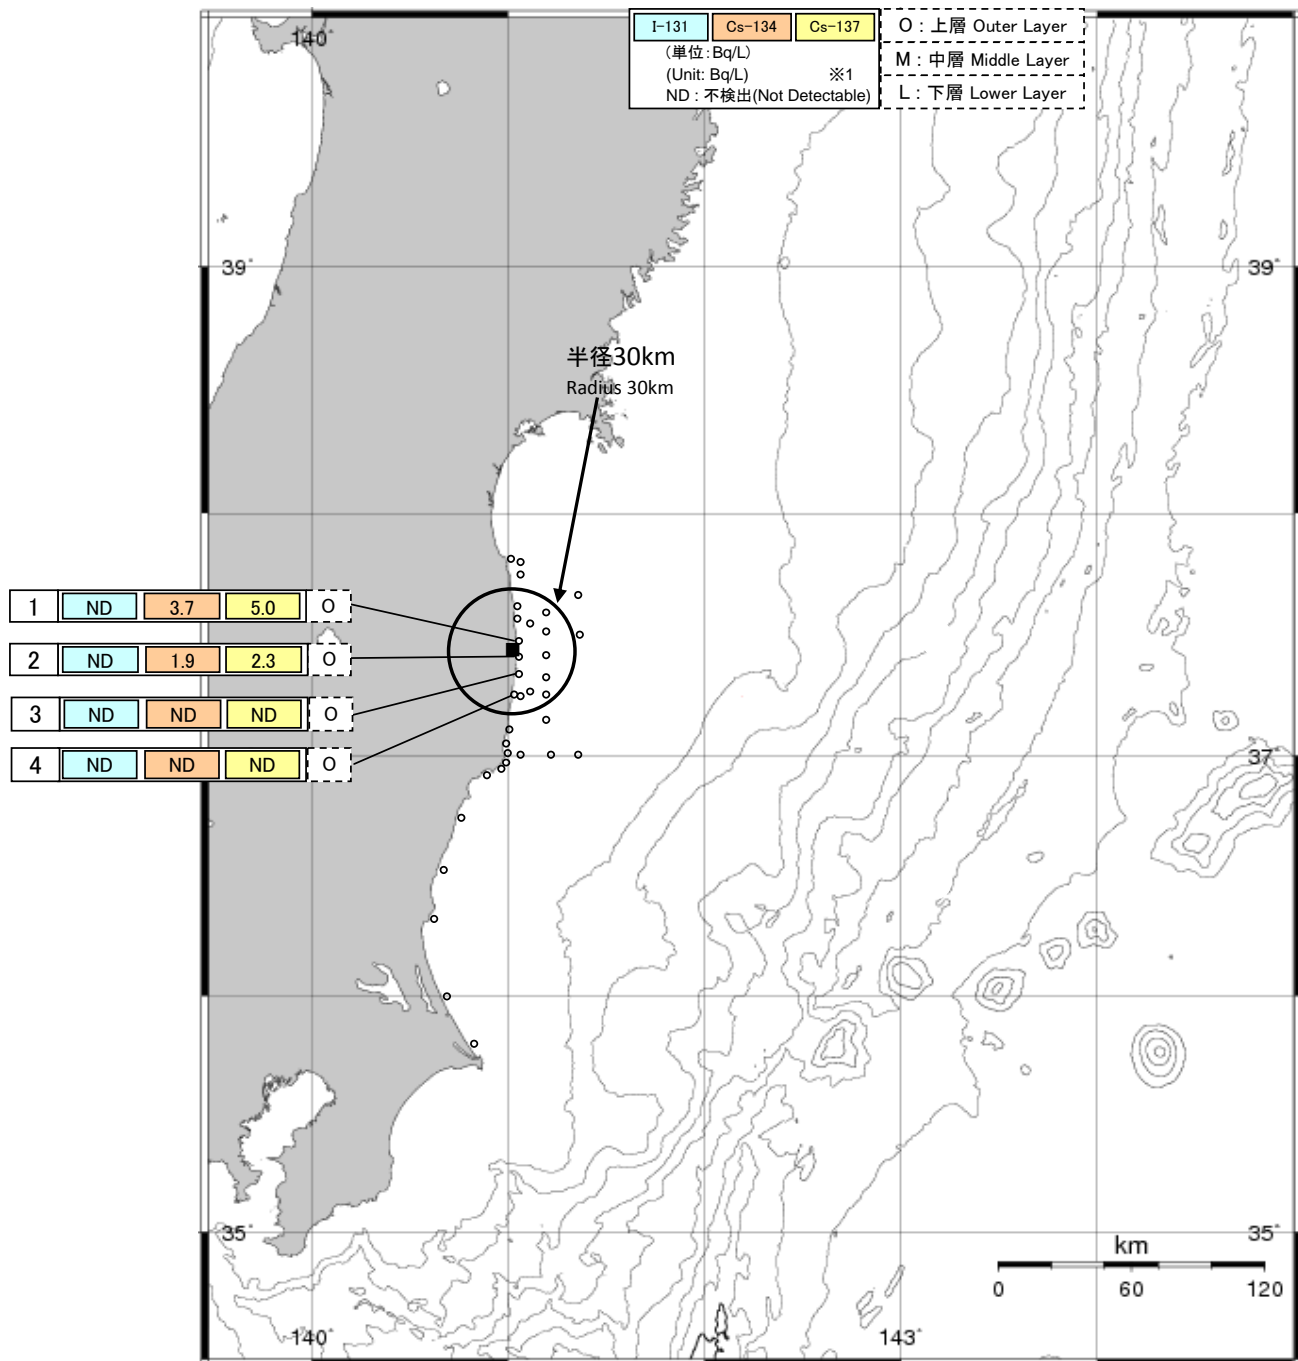 140°
I-131 Cs-134 Cs-137
(単位:Bq/L)
(Unit: Bq/L) ※1
ND : 不検出(Not Detectable)
O : 上層 Outer Layer
M : 中層 Middle Layer
L : 下層 Lower Layer
39° 39°
半径30km
Radius 30km
1 ND 3.7 5.0 O
2 ND 1.9 2.3 O
3 ND ND ND O
4 ND ND ND O
37°
35° 35°
km
0 60 120
140° 143°